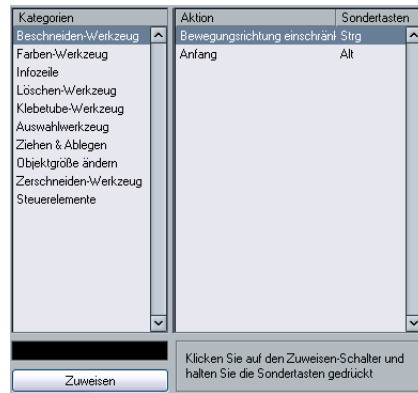 Kategorien
Beschneiden-Werkzeug
Farben-Werkzeug
Infozeile
Löschen-Werkzeug
Klebetube-Werkzeug
Auswahlwerkzeug
Ziehen & Ablegen
Objektgröße ändern
Zerschneiden-Werkzeug
Steuerelemente
Aktion Sondertasten
Bewegungsrichtung einschränk Strg
Anfang Alt
Zuweisen
Klicken Sie auf den Zuweisen-Schalter und
halten Sie die Sondertasten gedrückt